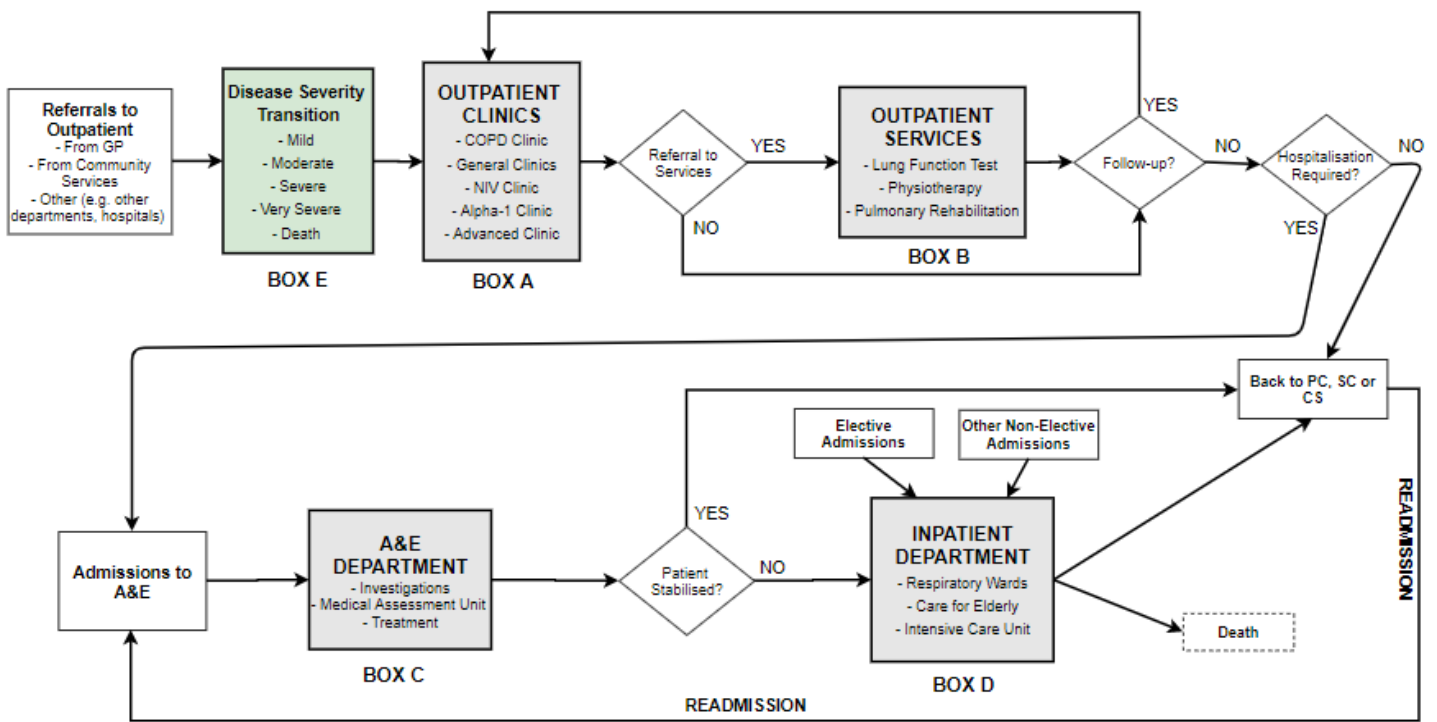 Referrals to
Outpatient
- From GP
- From Community
Services
- Other (e.g. other
departments, hospitals)
Disease Severity
Transition
- Mild
- Moderate
- Severe
- Very Severe
- Death
BOX E
OUTPATIENT
CLINICS
- COPD Clinic
- General Clinics
- NIV Clinic
- Alpha-1 Clinic
- Advanced Clinic
BOX A
Referral to
Services
YES
NO
OUTPATIENT
SERVICES
- Lung Function Test
- Physiotherapy
- Pulmonary Rehabilitation
BOX B
Follow-up?
YES
NO
Hospitalisation
Required?
NO
YES
Back to PC, SC or
CS
Elective
Admissions
Other Non-Elective
Admissions
Admissions to
A&E
A&E
DEPARTMENT
- Investigations
- Medical Assessment Unit
- Treatment
BOX C
Patient
Stabilised?
YES
NO
INPATIENT
DEPARTMENT
- Respiratory Wards
- Care for Elderly
- Intensive Care Unit
BOX D
Death
READMISSION
READMISSION